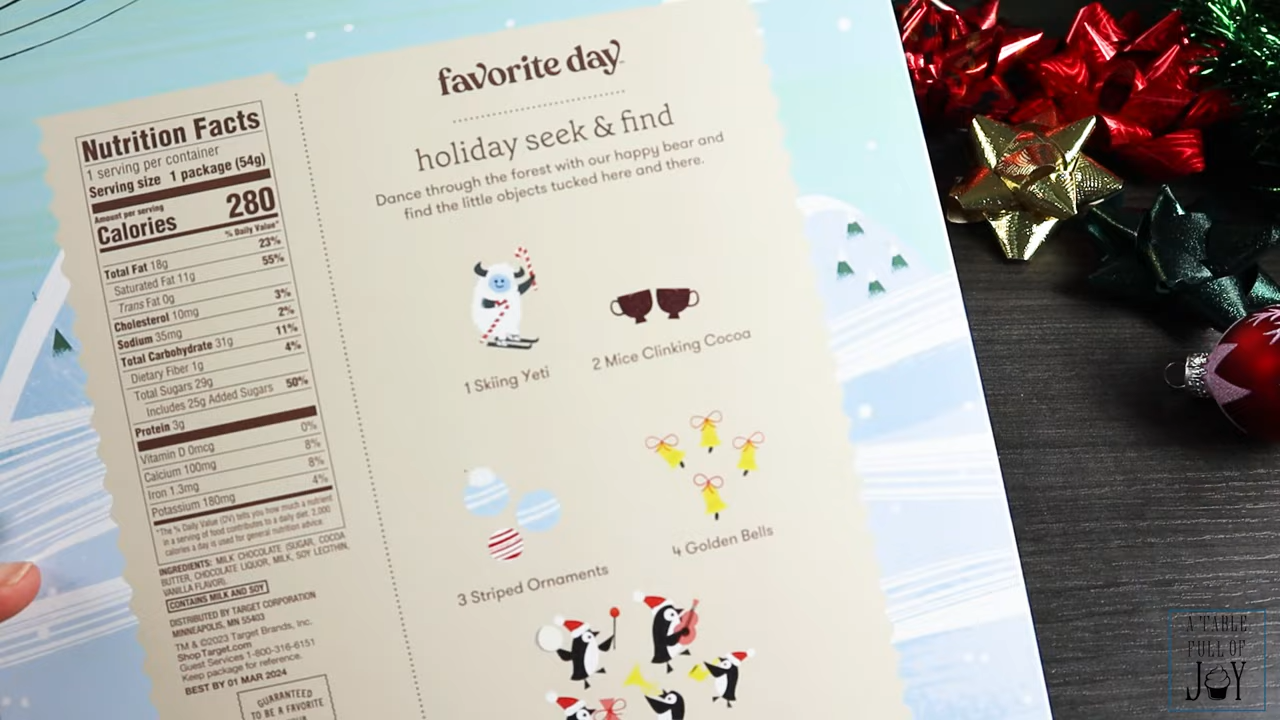 Nutrition Facts
1 serving per container
Serving size 1 package (54g)
Amount per serving
Calories 280
% Daily Value*
Total Fat 18g 23%
Saturated Fat 11g 55%
Trans Fat 0g
Cholesterol 10mg 3%
Sodium 35mg 2%
Total Carbohydrate 31g 11%
Dietary Fiber 1g 4%
Total Sugars 29g
Includes 25g Added Sugars 50%
Protein 3g
Vitamin D 0mcg 0%
Calcium 100mg 8%
Iron 1.3mg 8%
Potassium 180mg 4%
*The % Daily Value (DV) tells you how much a nutrient
in a serving of food contributes to a daily diet. 2,000
calories a day is used for general nutrition advice.
INGREDIENTS: MILK CHOCOLATE (SUGAR, COCOA
BUTTER, CHOCOLATE LIQUOR, MILK, SOY LECITHIN,
VANILLA FLAVOR).
CONTAINS MILK AND SOY
DISTRIBUTED BY TARGET CORPORATION
MINNEAPOLIS, MN 55403
TM & ©2023 Target Brands, Inc.
Shop Target.com
Guest Services 1-800-316-6151
Keep package for reference.
BEST BY 01 MAR 2024
GUARANTEED
TO BE A FAVORITE
favorite day™
holiday seek & find
Dance through the forest with our happy bear and
find the little objects tucked here and there.
1 Skiing Yeti
2 Mice Clinking Cocoa
3 Striped Ornaments
4 Golden Bells
A TABLE
FULL OF
JOY